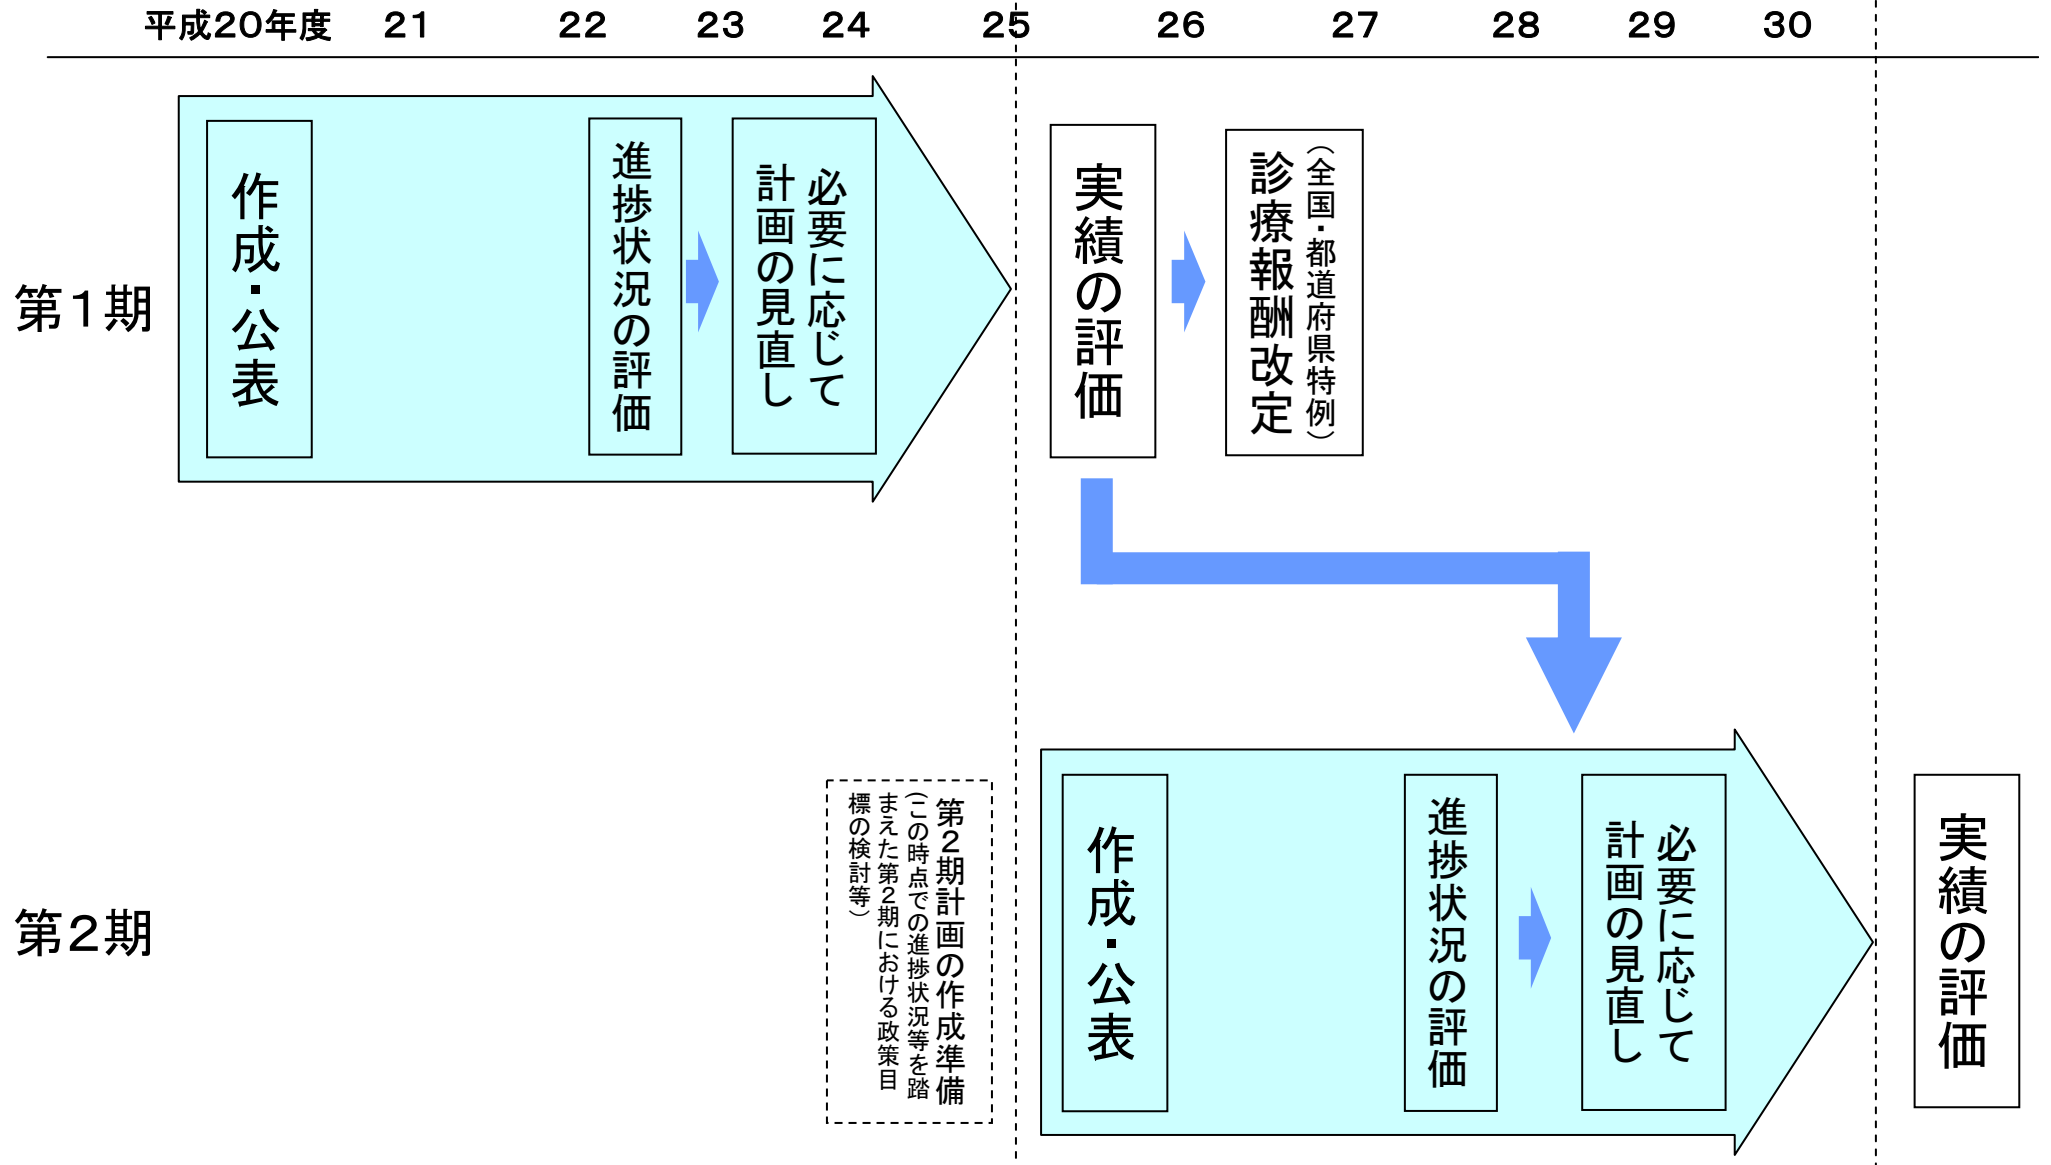 平成20年度 21 22 23 24 25 26 27 28 29 30
第1期
作成・公表
進捗状況の評価
必要に応じて
計画の見直し
実績の評価
（全国・都道府県特例）
診療報酬改定
第2期
第2期計画の作成準備
（この時点での進捗状況等を踏
まえた第2期における政策目
標の検討等）
作成・公表
進捗状況の評価
必要に応じて
計画の見直し
実績の評価